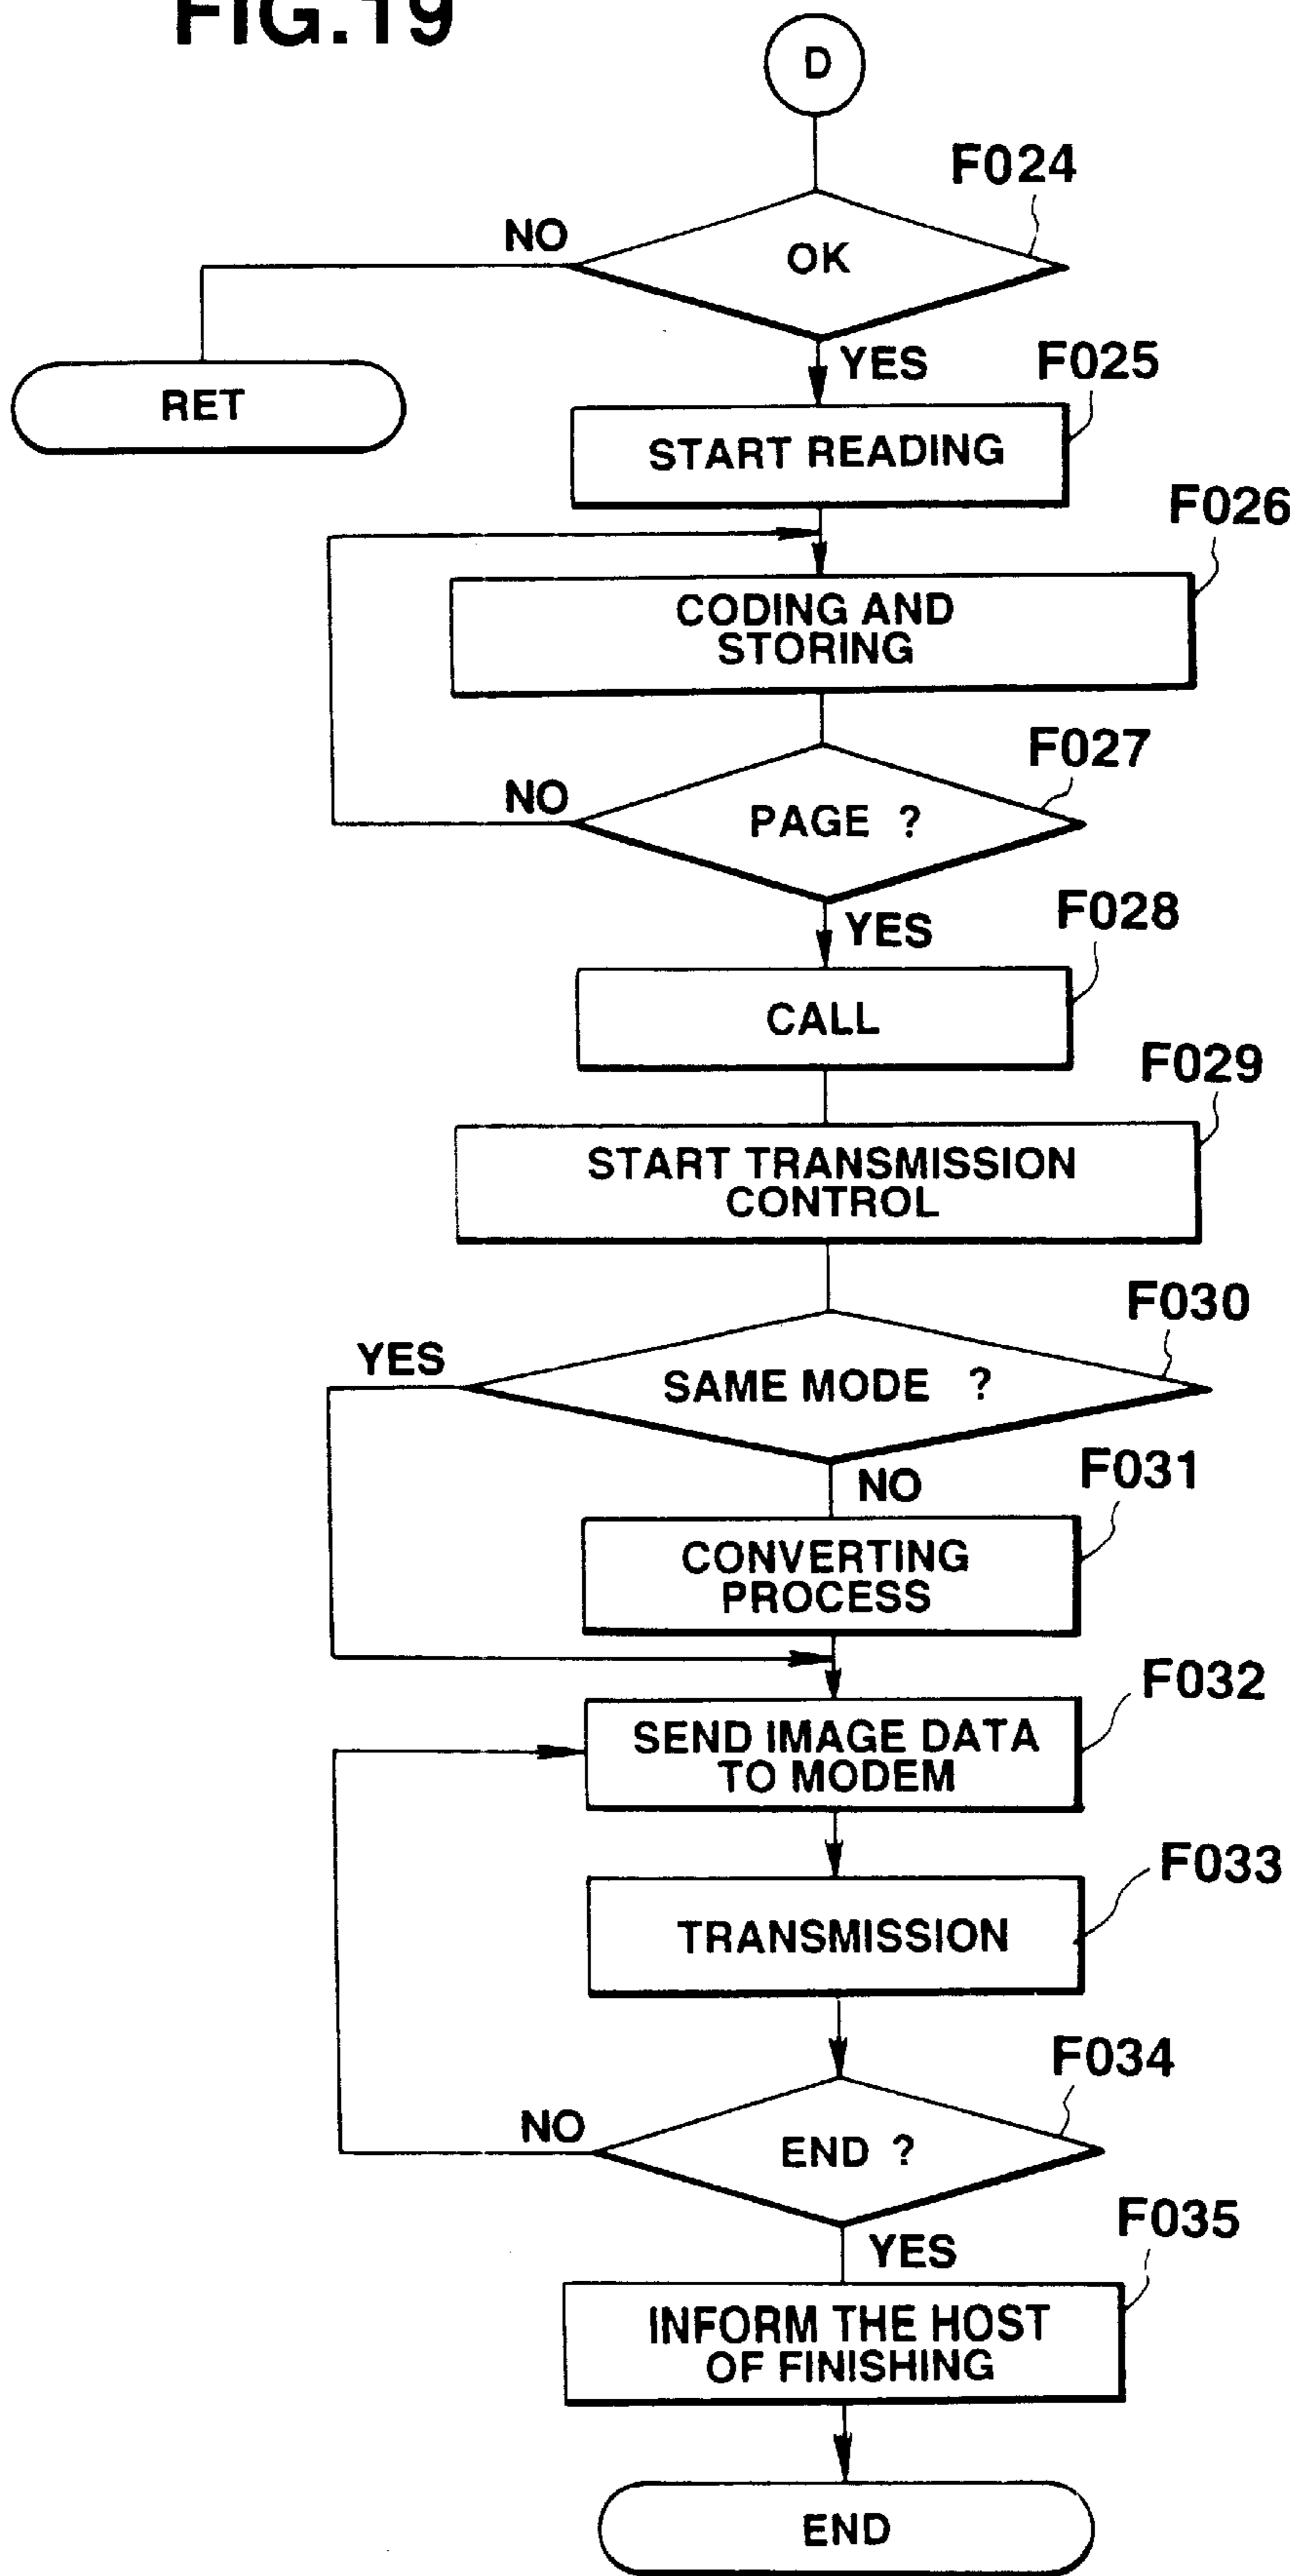 FIG.19
D
F024
NO
OK
YES
F025
RET
START READING
F026
CODING AND
STORING
F027
NO
PAGE ?
F028
YES
CALL
F029
START TRANSMISSION
CONTROL
F030
YES
SAME MODE ?
NO
F031
CONVERTING
PROCESS
F032
SEND IMAGE DATA
TO MODEM
F033
TRANSMISSION
F034
NO
END ?
F035
YES
INFORM THE HOST
OF FINISHING
END